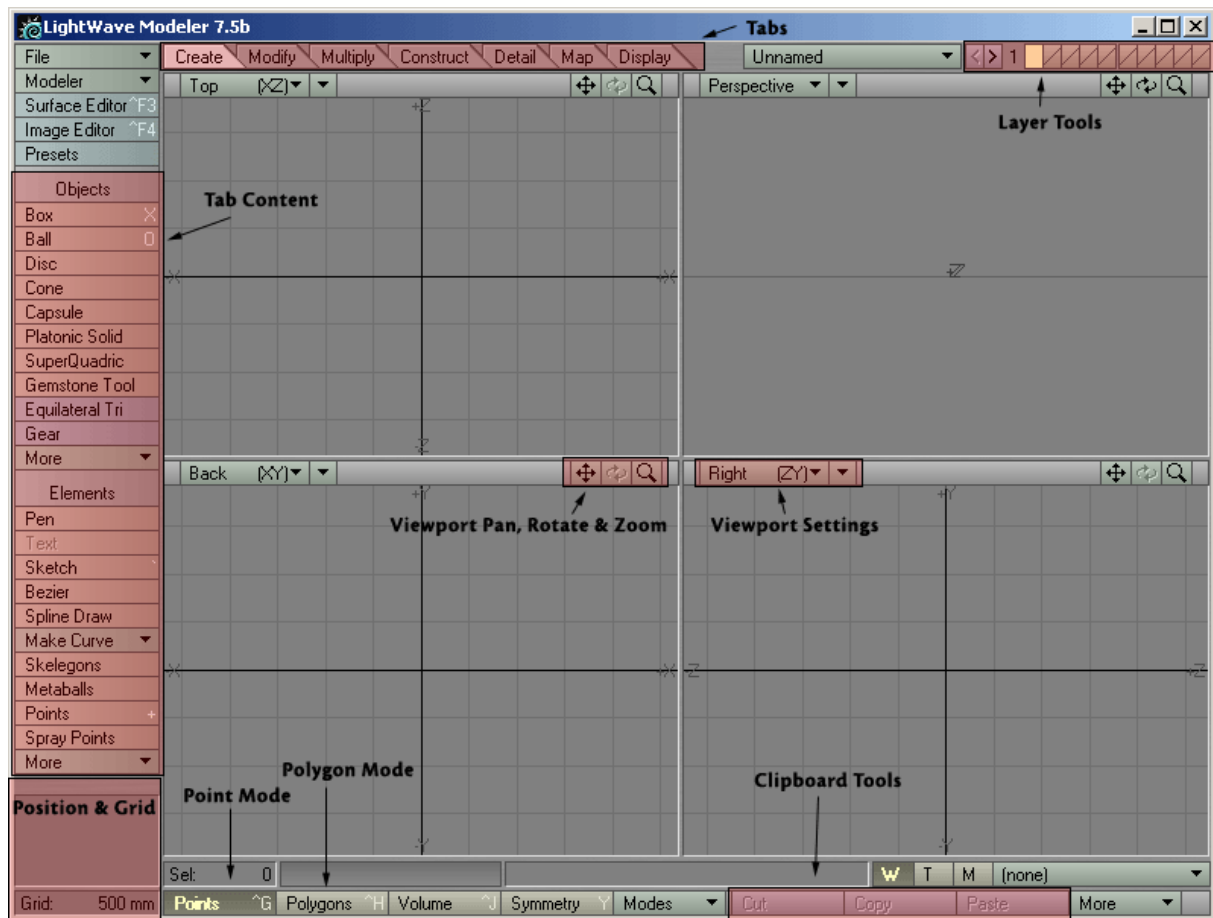 LightWave Modeler 7.5b
Tabs
File
Create Modify Multiply Construct Detail Map Display
Unnamed
1
Modeler
Surface Editor ^F3
Image Editor ^F4
Presets
Top (XZ)
Perspective
Layer Tools
+Z
-X
+X
-Z
Tab Content
Objects
Box X
Ball O
Disc
Cone
Capsule
Platonic Solid
SuperQuadric
Gemstone Tool
Equilateral Tri
Gear
More
Elements
Pen
Text
Sketch `
Bezier
Spline Draw
Make Curve
Skelegons
Metaballs
Points +
Spray Points
More
Back (XY)
Right (ZY)
Viewport Pan, Rotate & Zoom
Viewport Settings
+Y
+Y
-X
+X
-Z
+Z
-Y
-Y
Polygon Mode
Point Mode
Clipboard Tools
Position & Grid
Sel: 0
W T M (none)
Grid: 500 mm
Points ^G Polygons ^H Volume ^J Symmetry Y Modes
Cut Copy Paste More